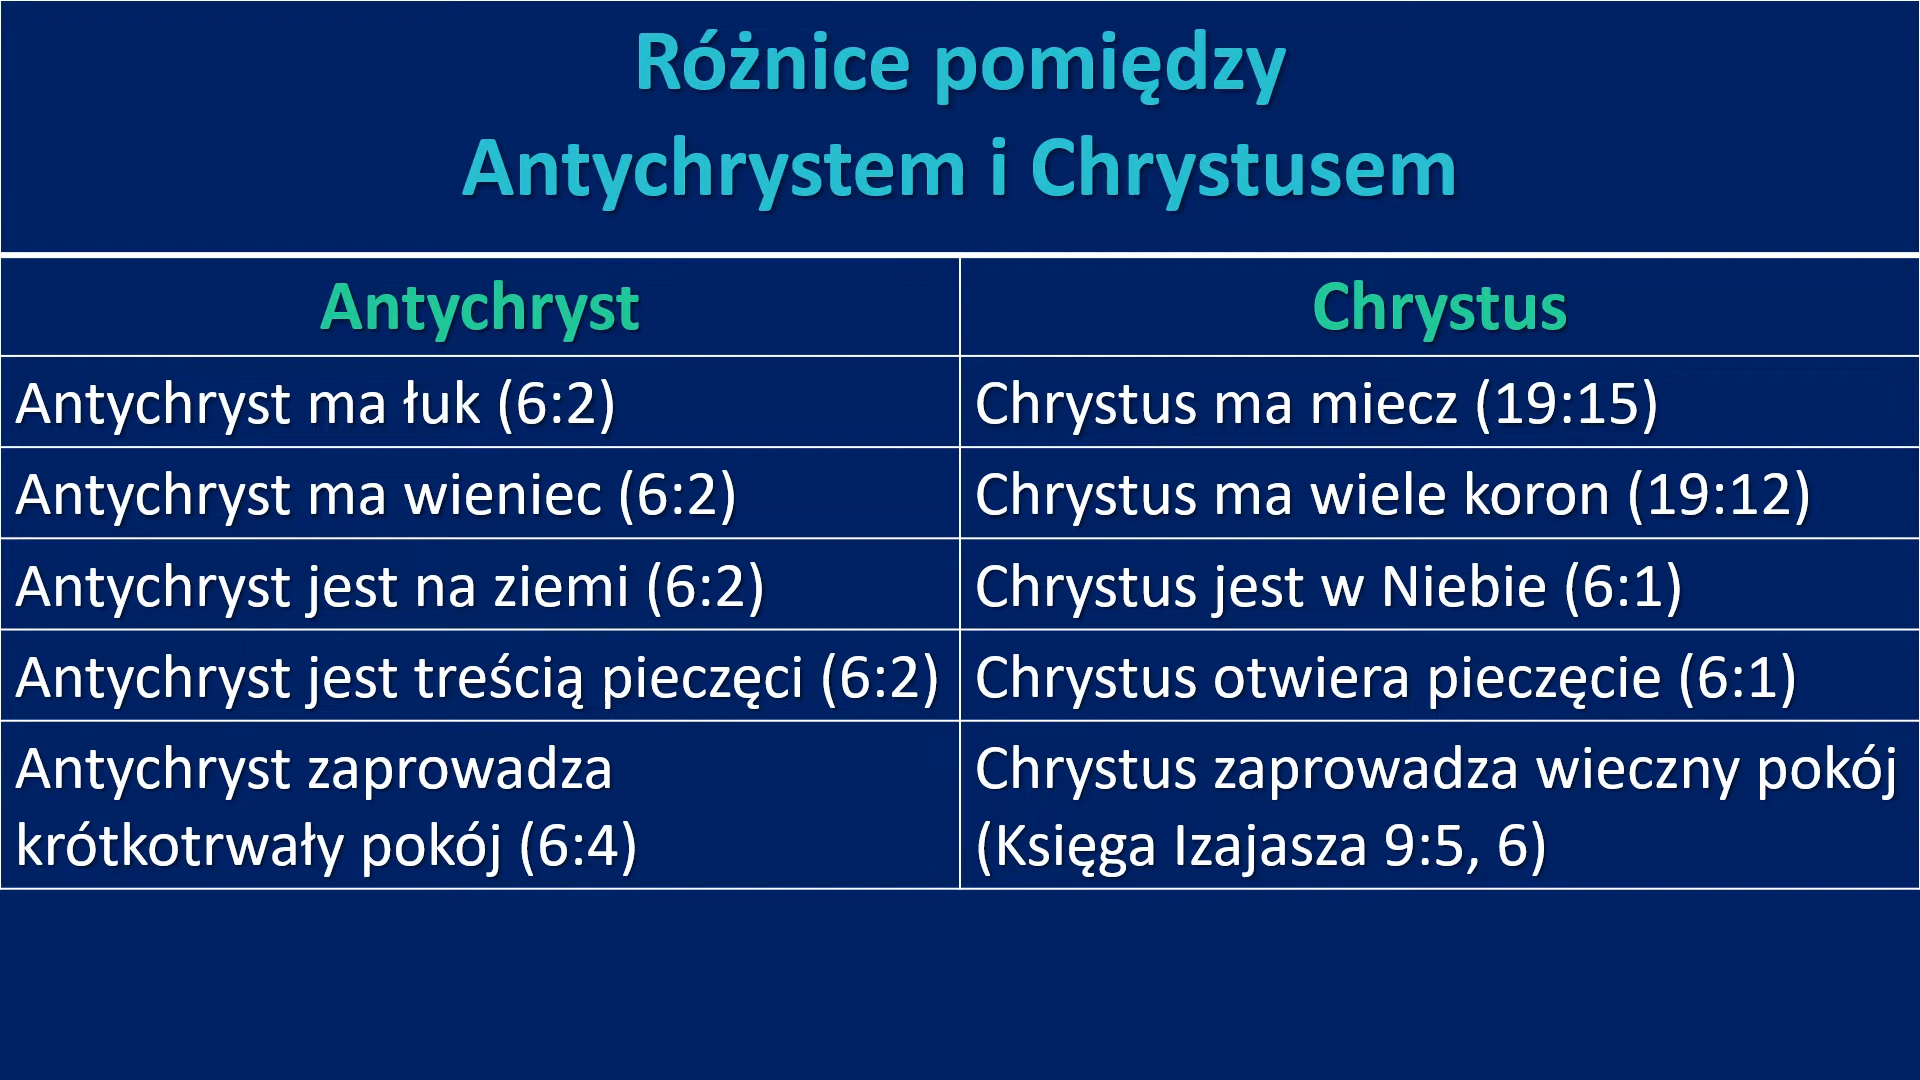 Różnice pomiędzy
Antychrystem i Chrystusem
Antychryst
Chrystus
Antychryst ma łuk (6:2)
Chrystus ma miecz (19:15)
Antychryst ma wieniec (6:2)
Chrystus ma wiele koron (19:12)
Antychryst jest na ziemi (6:2)
Chrystus jest w Niebie (6:1)
Antychryst jest treścią pieczęci (6:2)
Chrystus otwiera pieczęcie (6:1)
Antychryst zaprowadza
krótkotrwały pokój (6:4)
Chrystus zaprowadza wieczny pokój
(Księga Izajasza 9:5, 6)